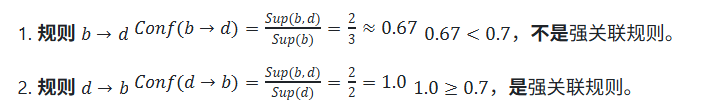 1. 规则 b → d Conf(b → d) = Sup(b,d)/Sup(b) = 2/3 ≈ 0.67 0.67 < 0.7，不是强关联规则。
2. 规则 d → b Conf(d → b) = Sup(b,d)/Sup(d) = 2/2 = 1.0 1.0 ≥ 0.7，是强关联规则。